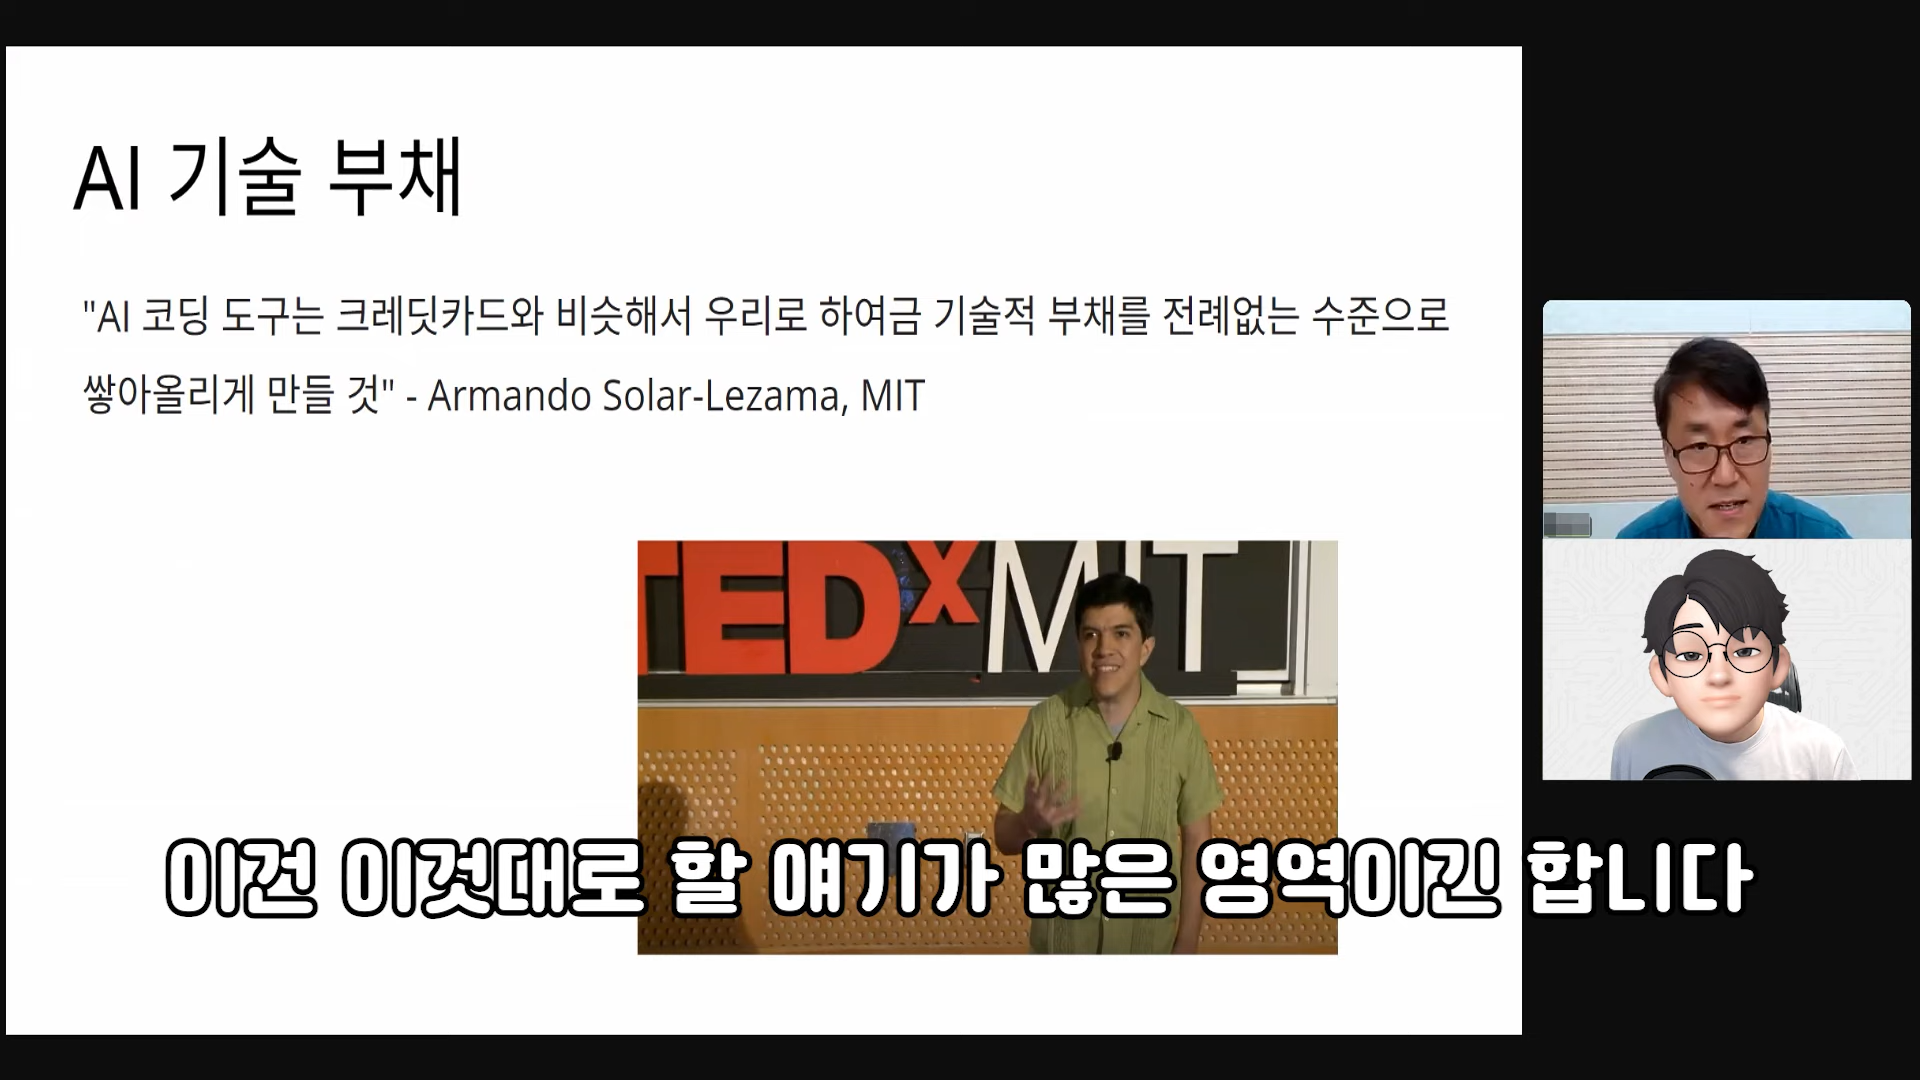 AI 기술 부채
"AI 코딩 도구는 크레딧카드와 비슷해서 우리로 하여금 기술적 부채를 전례없는 수준으로
쌓아올리게 만들 것" - Armando Solar-Lezama, MIT
TEDxMIT
이건 이것대로 할 얘기가 많은 영역이긴 합니다